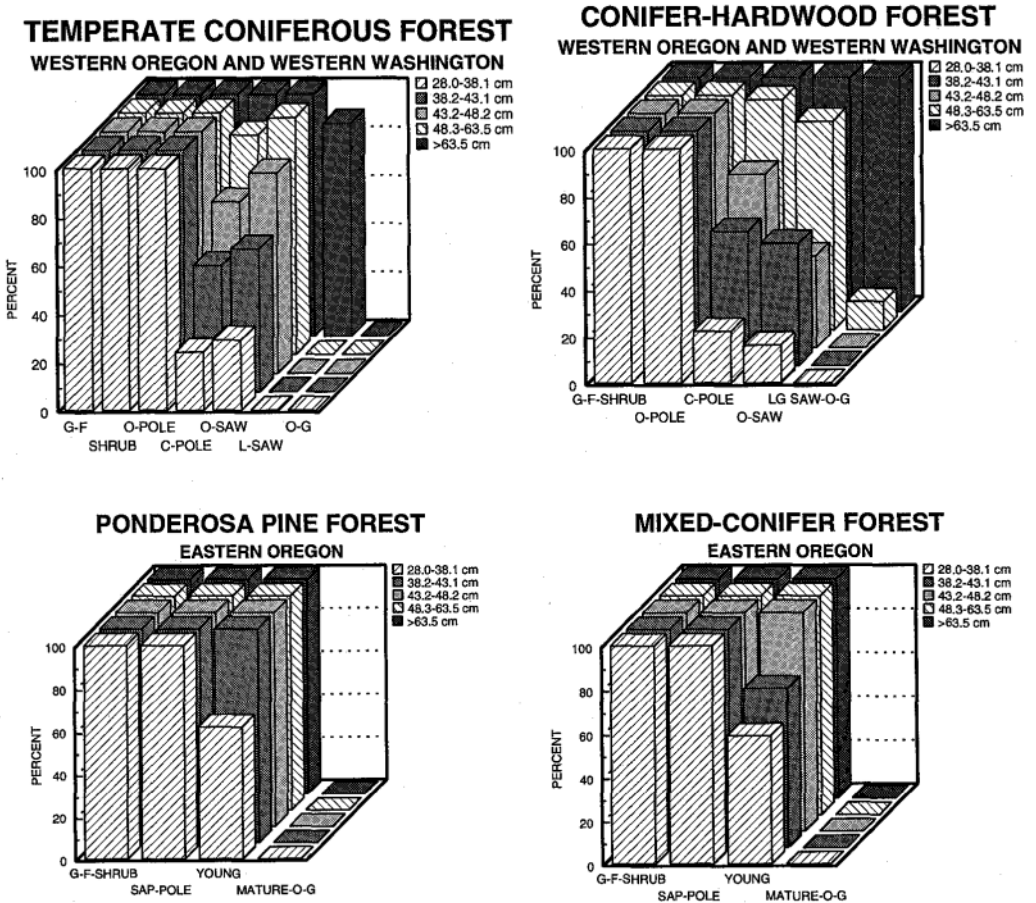 TEMPERATE CONIFEROUS FOREST
WESTERN OREGON AND WESTERN WASHINGTON
28.0-38.1 cm
38.2-43.1 cm
43.2-48.2 cm
48.3-63.5 cm
>63.5 cm
PERCENT
100
80
60
40
20
0
G-F O-POLE O-SAW O-G
SHRUB C-POLE L-SAW
CONIFER-HARDWOOD FOREST
WESTERN OREGON AND WESTERN WASHINGTON
28.0-38.1 cm
38.2-43.1 cm
43.2-48.2 cm
48.3-63.5 cm
>63.5 cm
PERCENT
100
80
60
40
20
0
G-F-SHRUB C-POLE LG SAW-O-G
O-POLE O-SAW
PONDEROSA PINE FOREST
EASTERN OREGON
28.0-38.1 cm
38.2-43.1 cm
43.2-48.2 cm
48.3-63.5 cm
>63.5 cm
PERCENT
100
80
60
40
20
0
G-F-SHRUB YOUNG
SAP-POLE MATURE-O-G
MIXED-CONIFER FOREST
EASTERN OREGON
28.0-38.1 cm
38.2-43.1 cm
43.2-48.2 cm
48.3-63.5 cm
>63.5 cm
PERCENT
100
80
60
40
20
0
G-F-SHRUB YOUNG
SAP-POLE MATURE-O-G